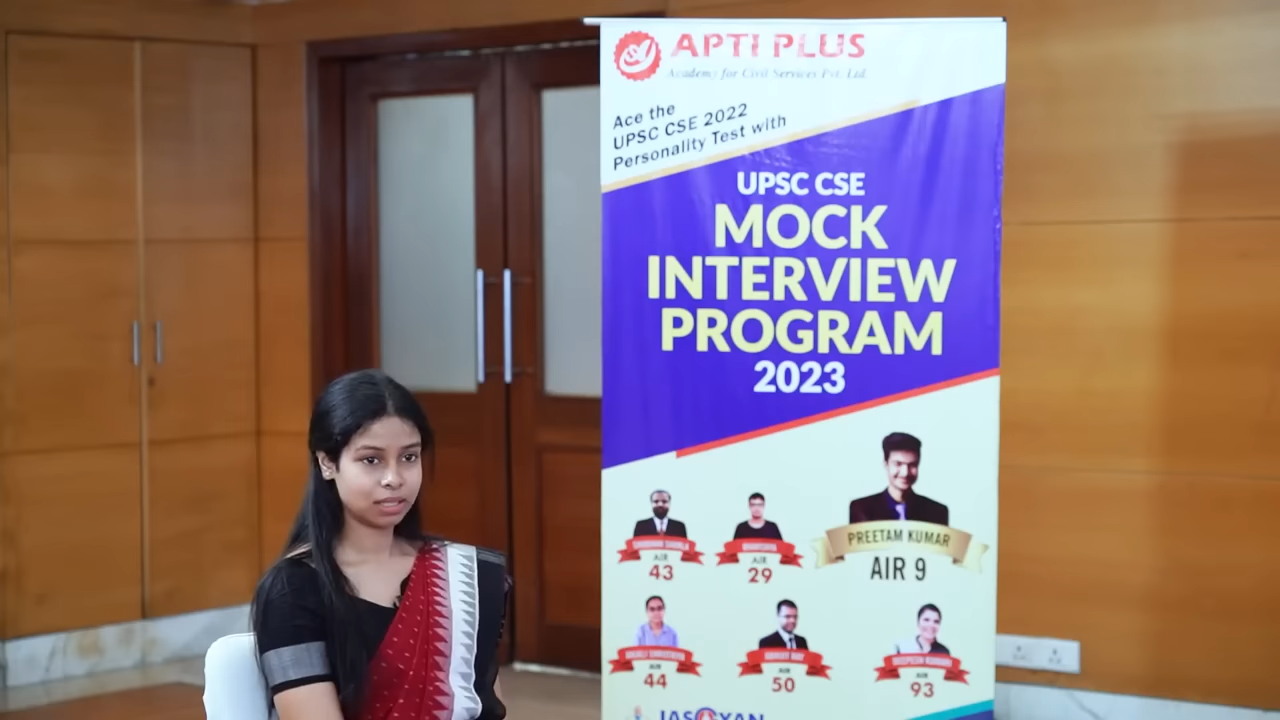 APTI PLUS
Academy for Civil Services Pvt. Ltd.
Ace the
UPSC CSE 2022
Personality Test with
UPSC CSE
MOCK
INTERVIEW
PROGRAM
2023
PREETAM KUMAR
AIR 9
AIR
43
AIR
29
AIR
44
AIR
50
AIR
93